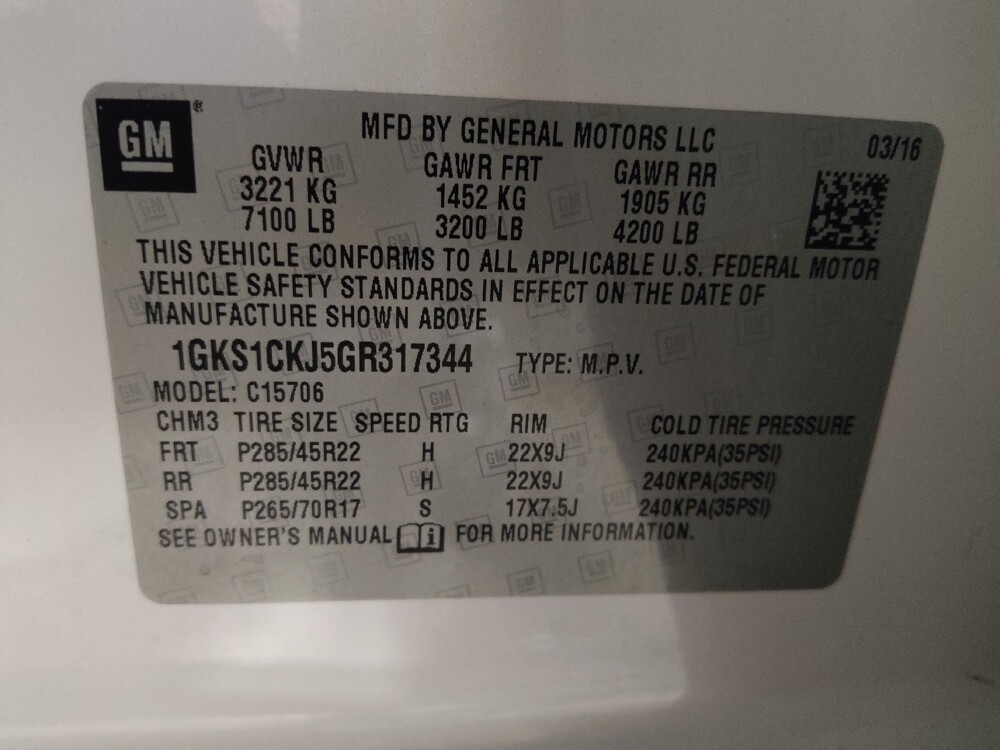 GM®
MFD BY GENERAL MOTORS LLC 03/16
GVWR GAWR FRT GAWR RR
3221 KG 1452 KG 1905 KG
7100 LB 3200 LB 4200 LB
THIS VEHICLE CONFORMS TO ALL APPLICABLE U.S. FEDERAL MOTOR
VEHICLE SAFETY STANDARDS IN EFFECT ON THE DATE OF
MANUFACTURE SHOWN ABOVE.
1GKS1CKJ5GR317344 TYPE: M.P.V.
MODEL: C15706
CHM3 TIRE SIZE SPEED RTG RIM COLD TIRE PRESSURE
FRT P285/45R22 H 22X9J 240KPA(35PSI)
RR P285/45R22 H 22X9J 240KPA(35PSI)
SPA P265/70R17 S 17X7.5J 240KPA(35PSI)
SEE OWNER'S MANUAL FOR MORE INFORMATION.